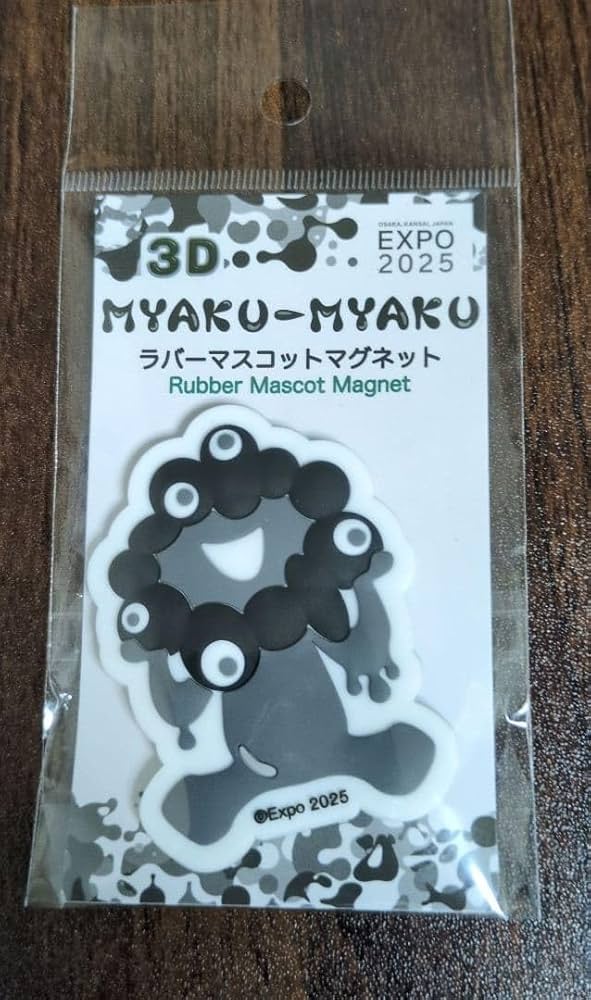 3D
OSAKA, KANSAI, JAPAN
EXPO
2025
MYAKU-MYAKU
ラバーマスコットマグネット
Rubber Mascot Magnet
©Expo 2025